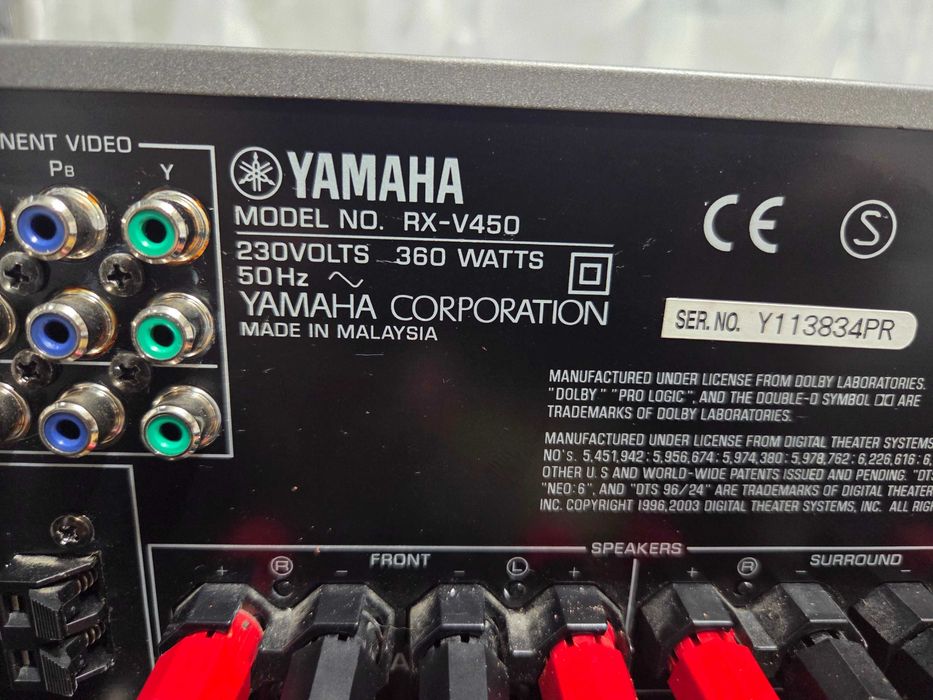 NENT VIDEO
PB Y
YAMAHA
MODEL NO. RX-V450
230VOLTS 360 WATTS
50Hz
YAMAHA CORPORATION
MADE IN MALAYSIA
CE S
SER. NO. Y113834PR
MANUFACTURED UNDER LICENSE FROM DOLBY LABORATORIES.
"DOLBY" "PRO LOGIC", AND THE DOUBLE-D SYMBOL ARE
TRADEMARKS OF DOLBY LABORATORIES.
MANUFACTURED UNDER LICENSE FROM DIGITAL THEATER SYSTEMS
NO's. 5,451,942 ; 5,956,674 ; 5,974,380 ; 5,978,762 ; 6,226,616 ; 6,
OTHER U.S AND WORLD-WIDE PATENTS ISSUED AND PENDING. "DTS
"NEO:6", AND "DTS 96/24" ARE TRADEMARKS OF DIGITAL THEATER
INC. COPYRIGHT 1996,2003 DIGITAL THEATER SYSTEMS, INC. ALL RIG
SPEAKERS
+ R - FRONT - L + + R - SURROUND -
A